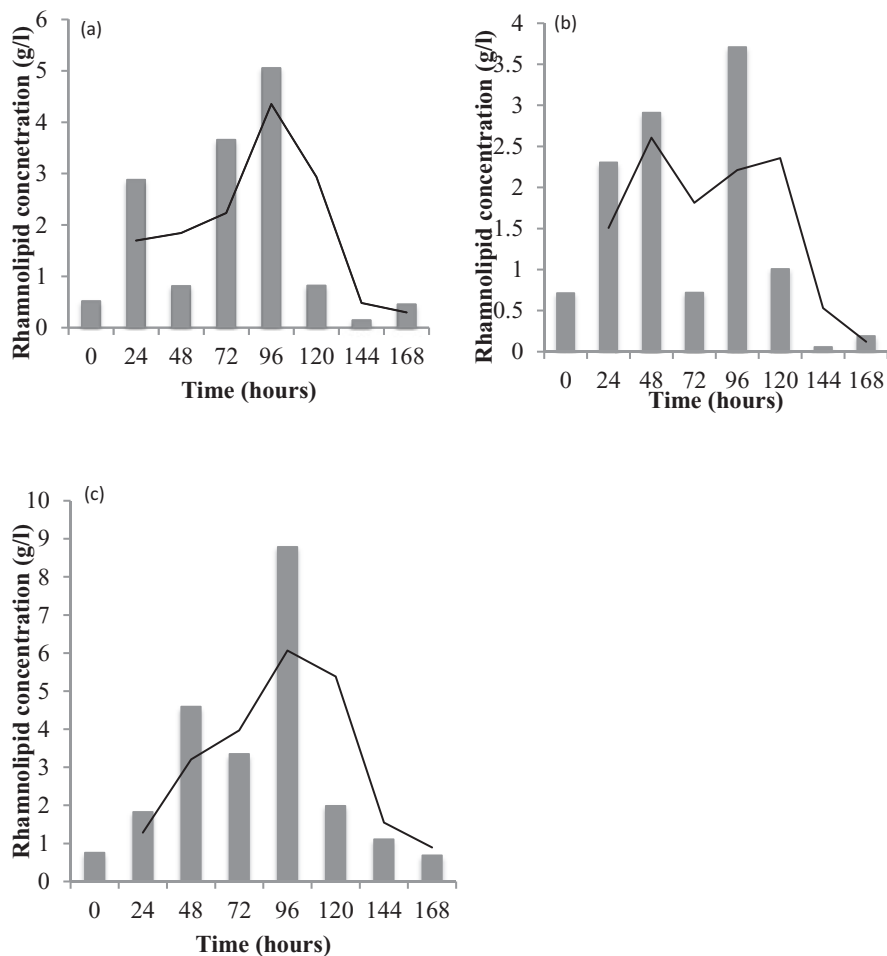 (a)
Rhamnolipid concnetration (g/l)
6
5
4
3
2
1
0
0 24 48 72 96 120 144 168
Time (hours)
(b)
Rhamnolipid concentration (g/l)
4
3.5
3
2.5
2
1.5
1
0.5
0
0 24 48 72 96 120 144 168
Time (hours)
(c)
Rhamnolipid concentration (g/l)
10
9
8
7
6
5
4
3
2
1
0
0 24 48 72 96 120 144 168
Time (hours)